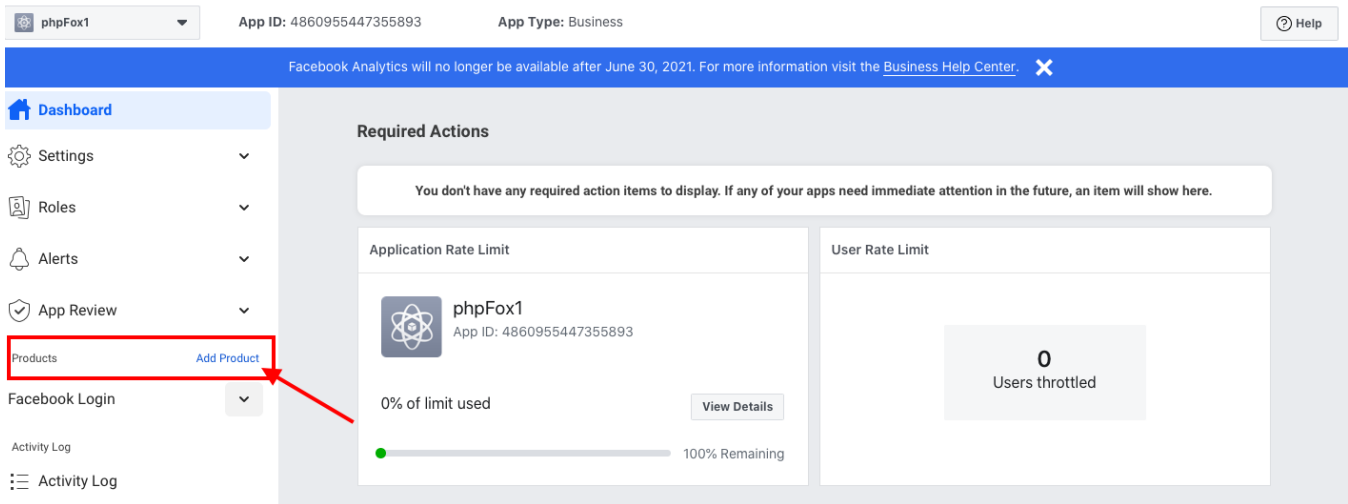 phpFox1
App ID: 4860955447355893
App Type: Business
Help
Facebook Analytics will no longer be available after June 30, 2021. For more information visit the Business Help Center.
Dashboard
Settings
Roles
Alerts
App Review
Products
Add Product
Facebook Login
Activity Log
Activity Log
Required Actions
You don't have any required action items to display. If any of your apps need immediate attention in the future, an item will show here.
Application Rate Limit
phpFox1
App ID: 4860955447355893
0% of limit used
View Details
100% Remaining
User Rate Limit
0
Users throttled